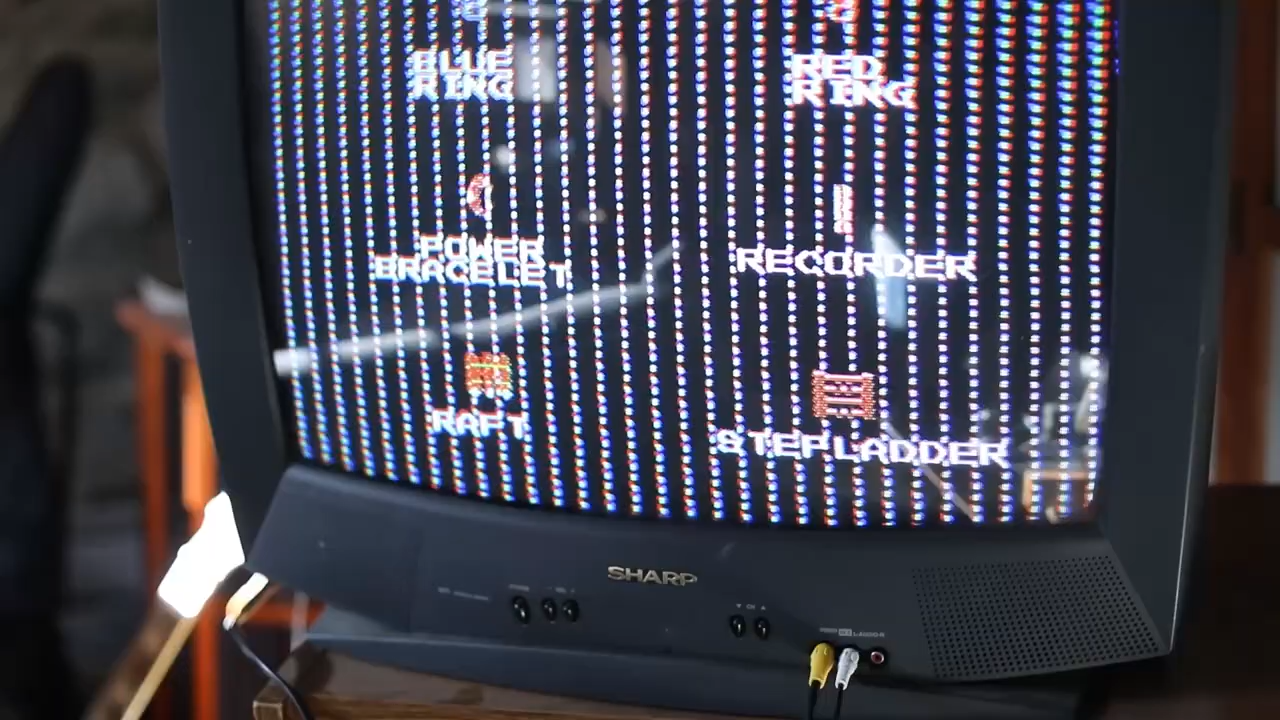 BLUE
RING
RED
RING
POWER
BRACELET
RECORDER
RAFT
STEPLADDER
SHARP